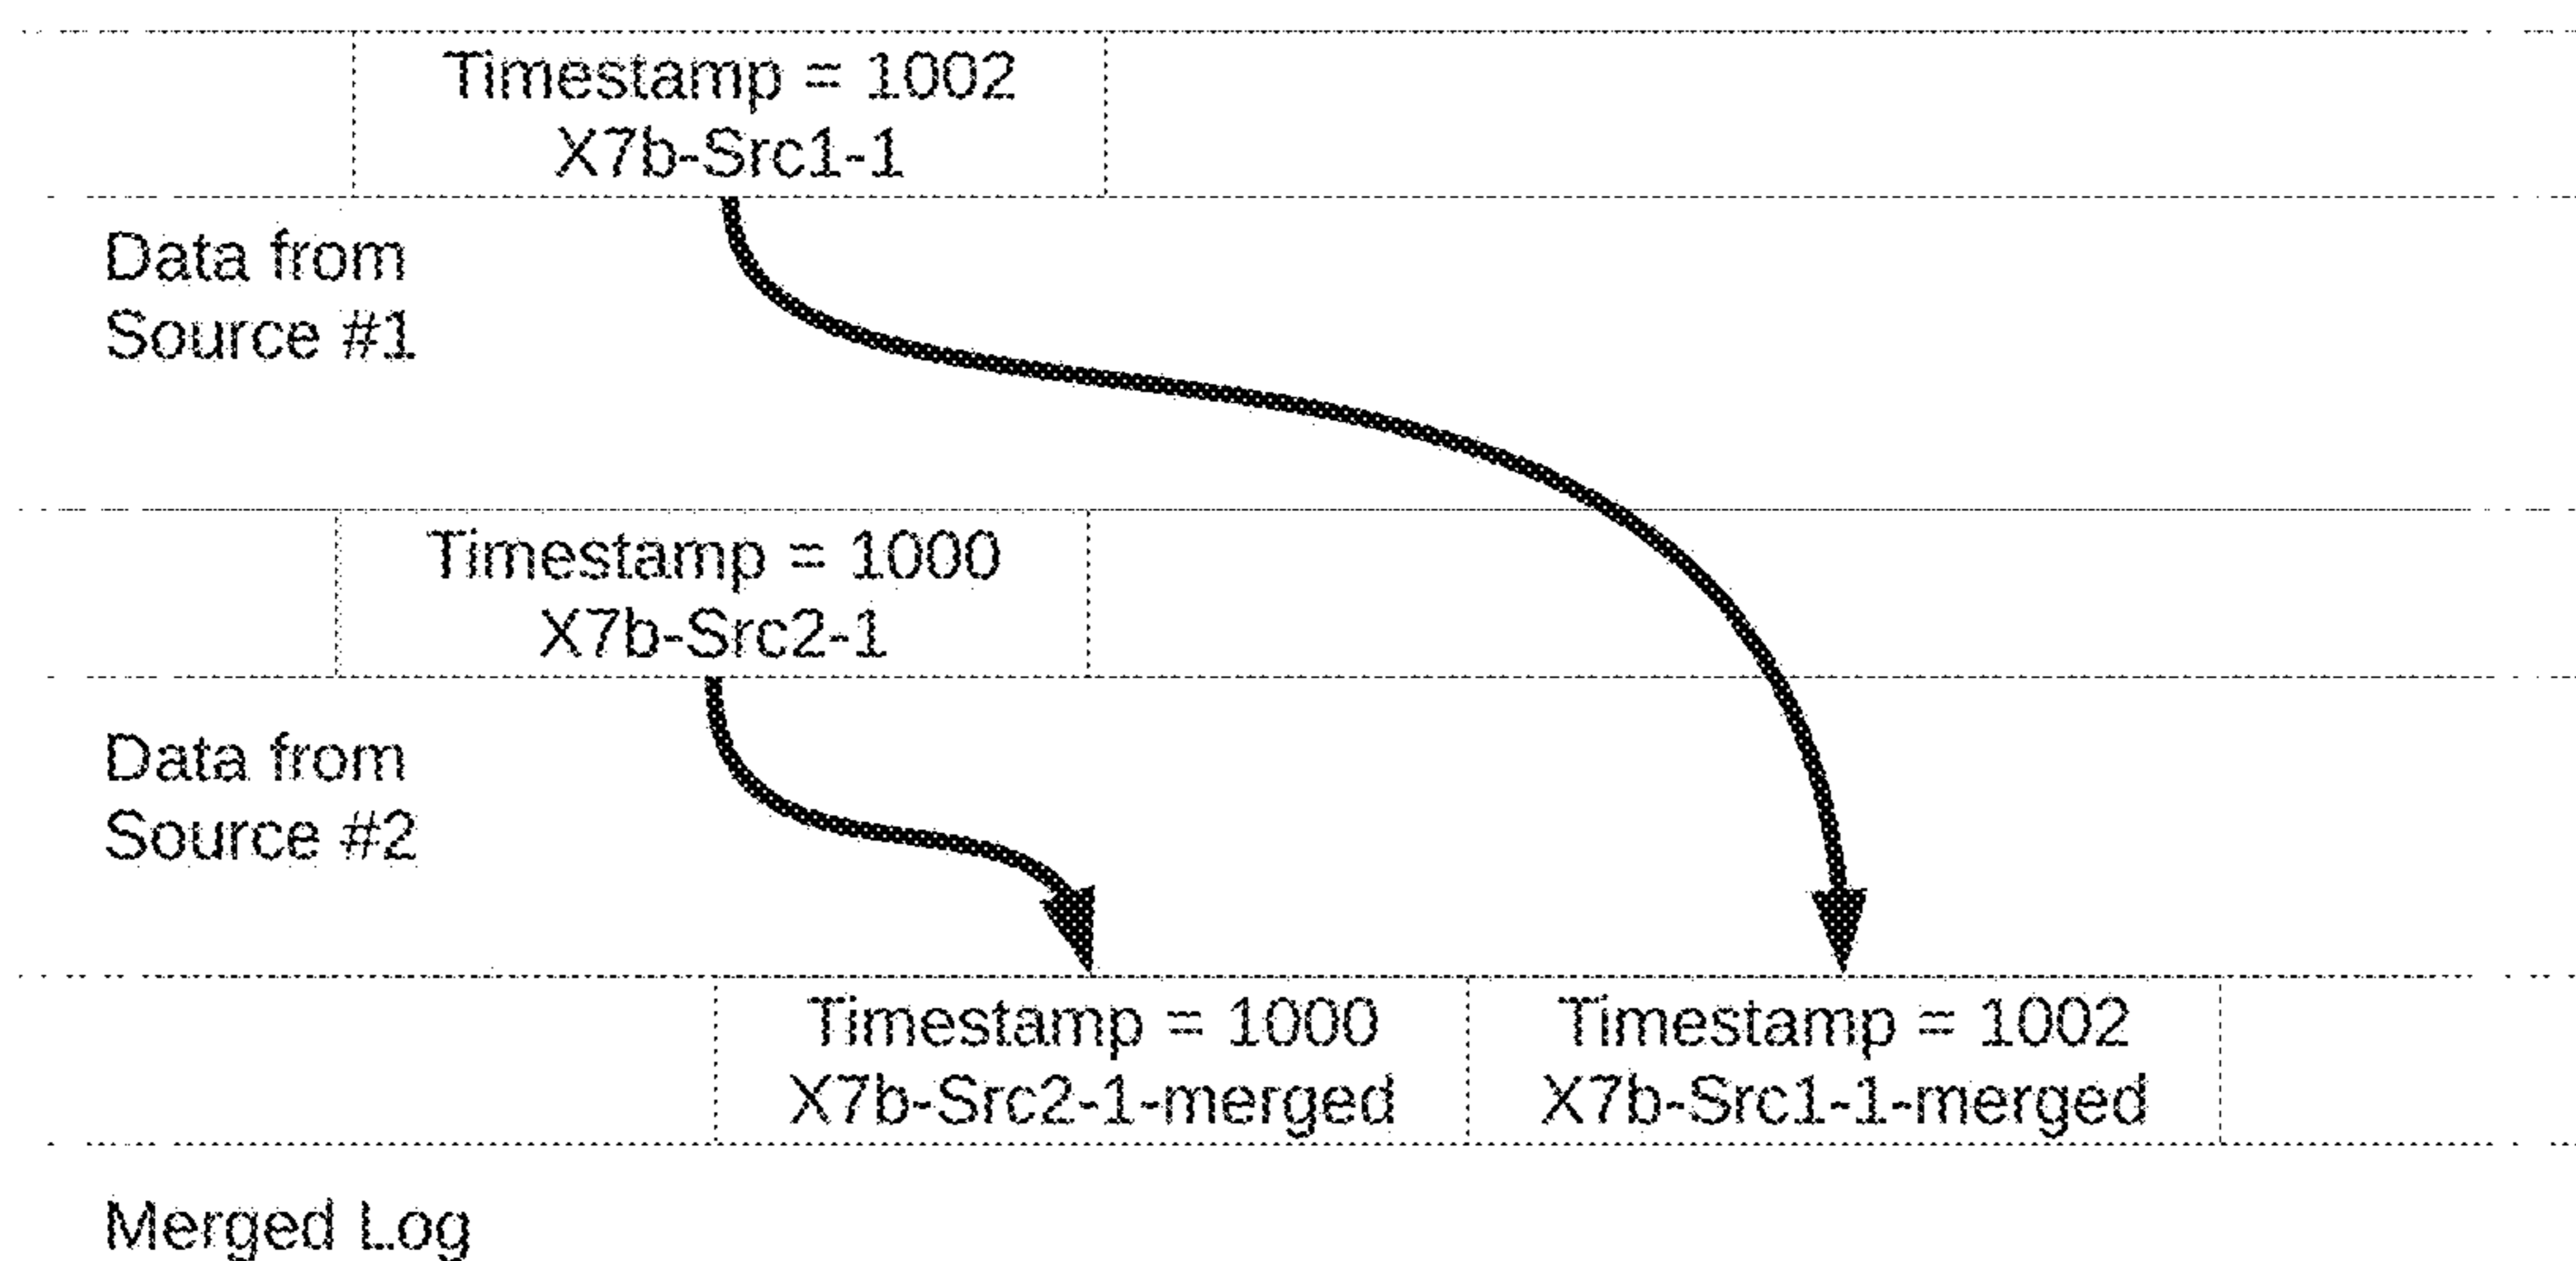 Timestamp = 1002
X7b-Src1-1
Data from
Source #1
Timestamp = 1000
X7b-Src2-1
Data from
Source #2
Timestamp = 1000
X7b-Src2-1-merged
Timestamp = 1002
X7b-Src1-1-merged
Merged Log